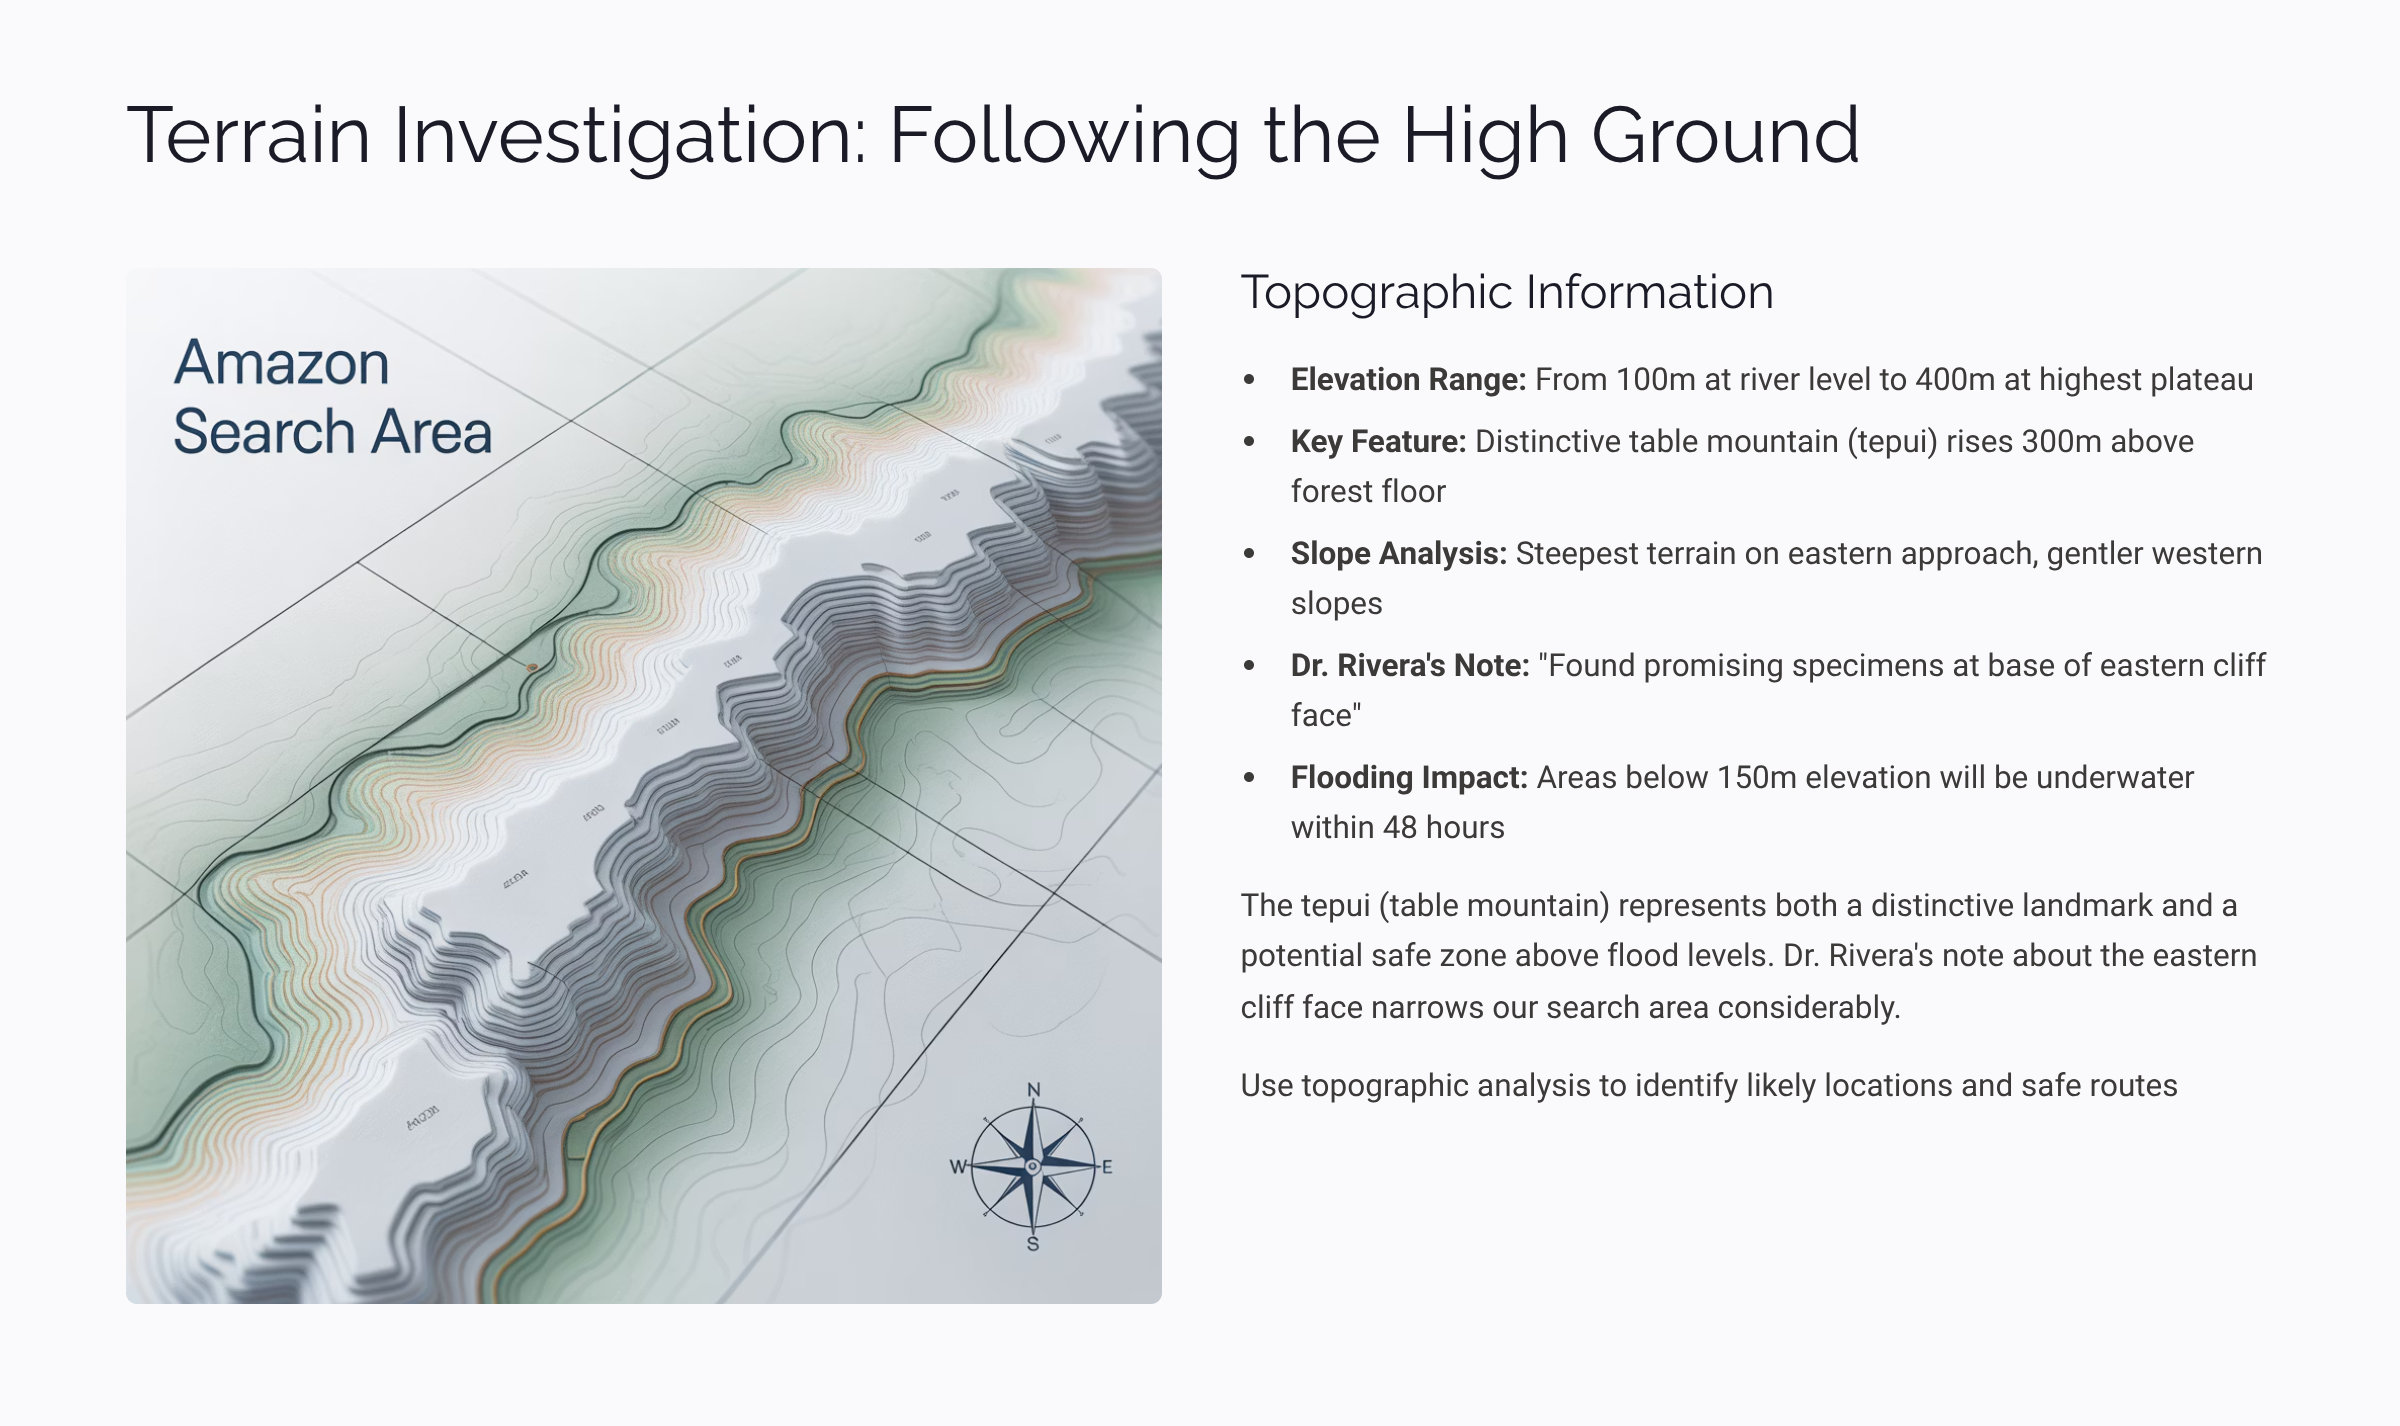 Terrain Investigation: Following the High Ground
Amazon
Search Area
N
W
E
S
Topographic Information
Elevation Range: From 100m at river level to 400m at highest plateau
Key Feature: Distinctive table mountain (tepui) rises 300m above
forest floor
Slope Analysis: Steepest terrain on eastern approach, gentler western
slopes
Dr. Rivera's Note: "Found promising specimens at base of eastern cliff
face"
Flooding Impact: Areas below 150m elevation will be underwater
within 48 hours
The tepui (table mountain) represents both a distinctive landmark and a
potential safe zone above flood levels. Dr. Rivera's note about the eastern
cliff face narrows our search area considerably.
Use topographic analysis to identify likely locations and safe routes